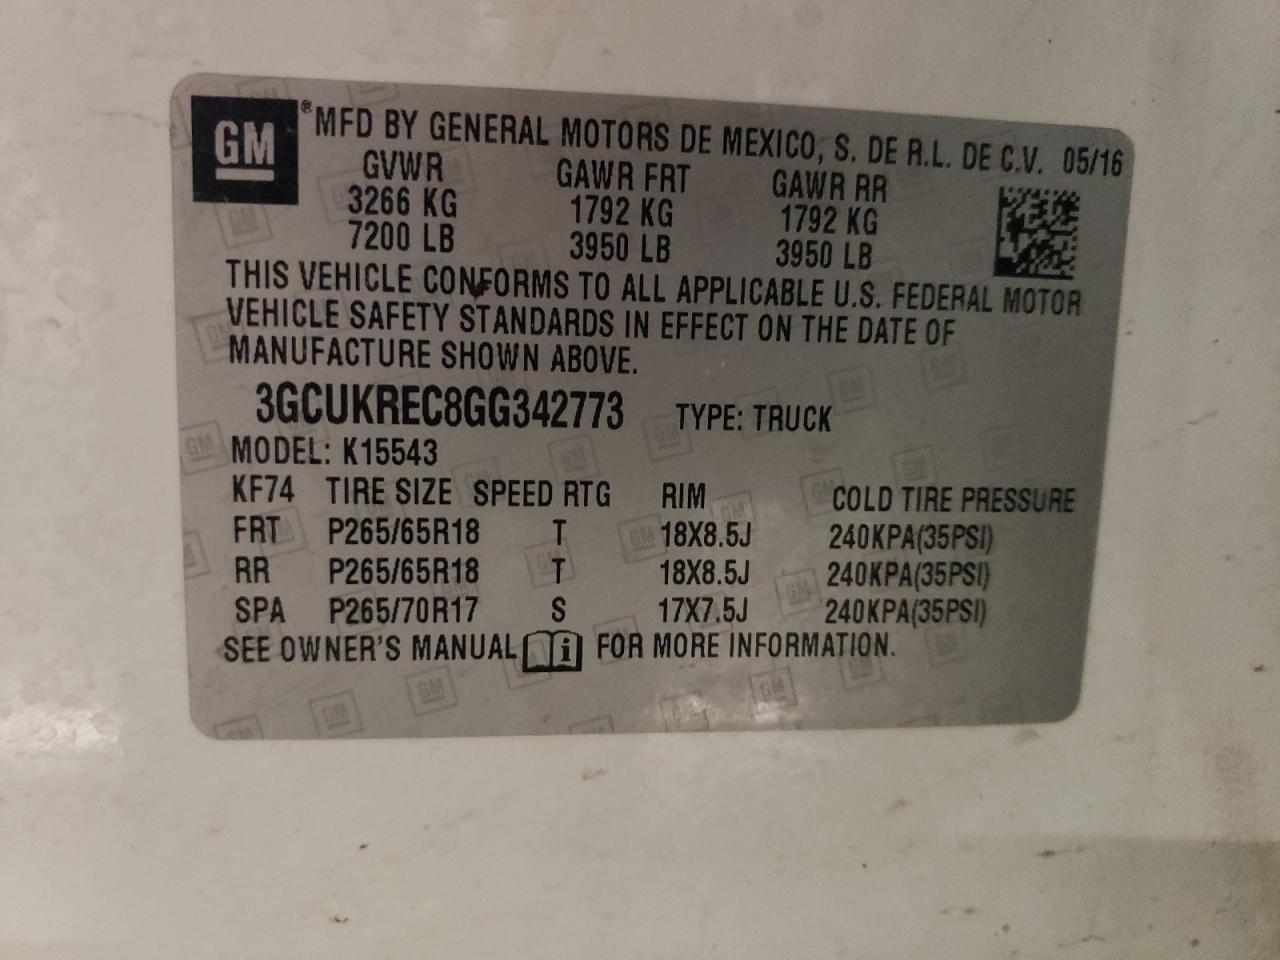 GM ® MFD BY GENERAL MOTORS DE MEXICO, S. DE R.L. DE C.V. 05/16
GVWR GAWR FRT GAWR RR
3266 KG 1792 KG 1792 KG
7200 LB 3950 LB 3950 LB
THIS VEHICLE CONFORMS TO ALL APPLICABLE U.S. FEDERAL MOTOR
VEHICLE SAFETY STANDARDS IN EFFECT ON THE DATE OF
MANUFACTURE SHOWN ABOVE.
3GCUKREC8GG342773 TYPE: TRUCK
MODEL: K15543
KF74 TIRE SIZE SPEED RTG RIM COLD TIRE PRESSURE
FRT P265/65R18 T 18X8.5J 240KPA(35PSI)
RR P265/65R18 T 18X8.5J 240KPA(35PSI)
SPA P265/70R17 S 17X7.5J 240KPA(35PSI)
SEE OWNER'S MANUAL i FOR MORE INFORMATION.